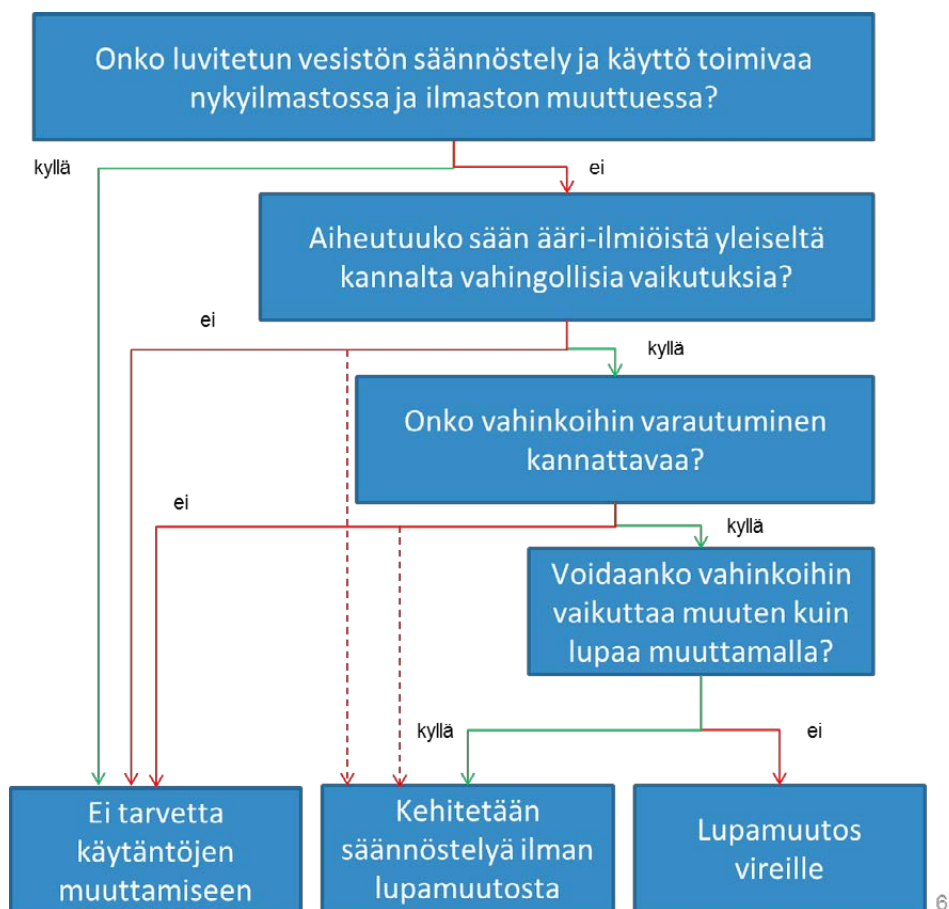 Onko luvitetun vesistön säännöstely ja käyttö toimivaa
nykyilmastossa ja ilmaston muuttuessa?
kyllä
ei
Aiheutuuko sään ääri-ilmiöistä yleiseltä
kannalta vahingollisia vaikutuksia?
ei
kyllä
Onko vahinkoihin varautuminen
kannattavaa?
ei
kyllä
Voidaanko vahinkoihin
vaikuttaa muuten kuin
lupaa muuttamalla?
kyllä
ei
Ei tarvetta
käytäntöjen
muuttamiseen
Kehitetään
säännöstelyä ilman
lupamuutosta
Lupamuutos
vireille
6